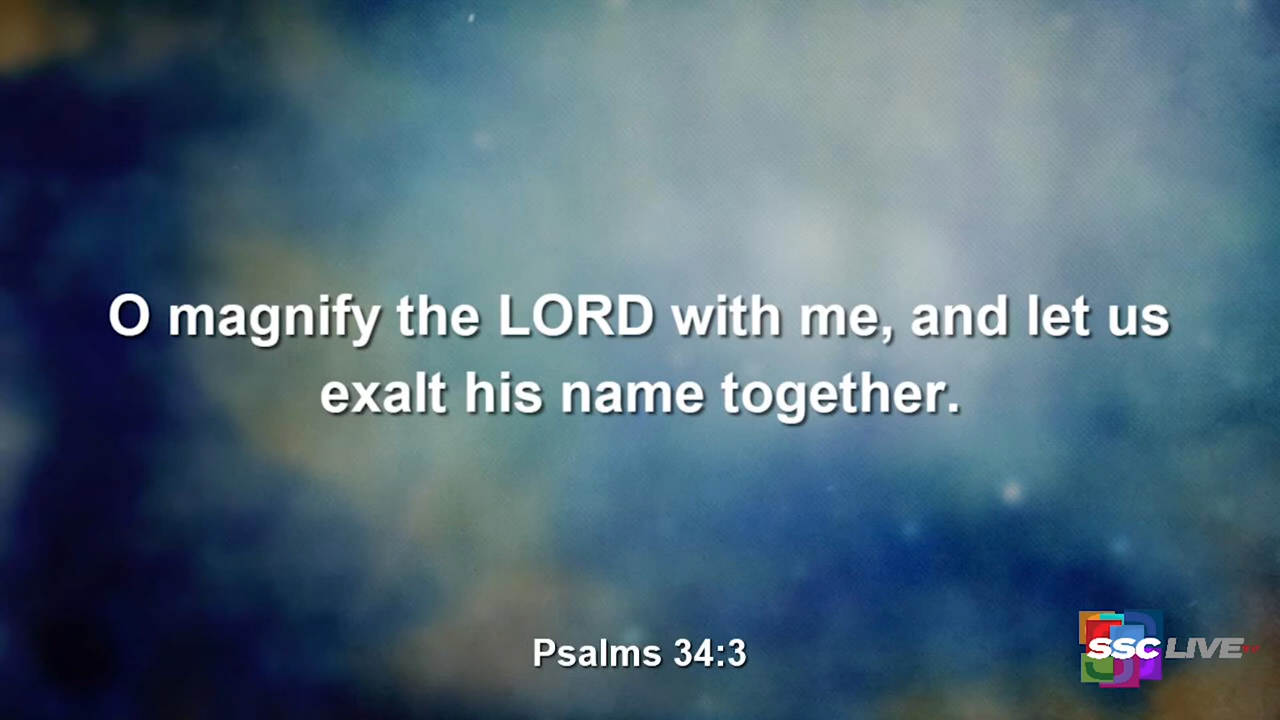 O magnify the LORD with me, and let us
exalt his name together.
Psalms 34:3
SSC LIVE